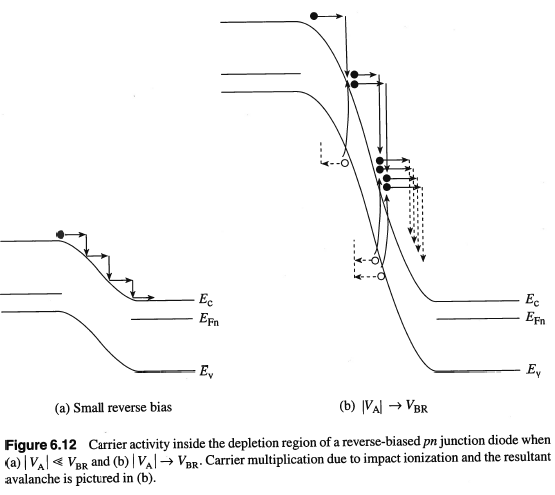 E_c
E_Fn
E_v
(a) Small reverse bias
E_c
E_Fn
E_v
(b) |V_A| → V_BR
Figure 6.12 Carrier activity inside the depletion region of a reverse-biased pn junction diode when
(a) |V_A| ≪ V_BR and (b) |V_A| → V_BR. Carrier multiplication due to impact ionization and the resultant
avalanche is pictured in (b).